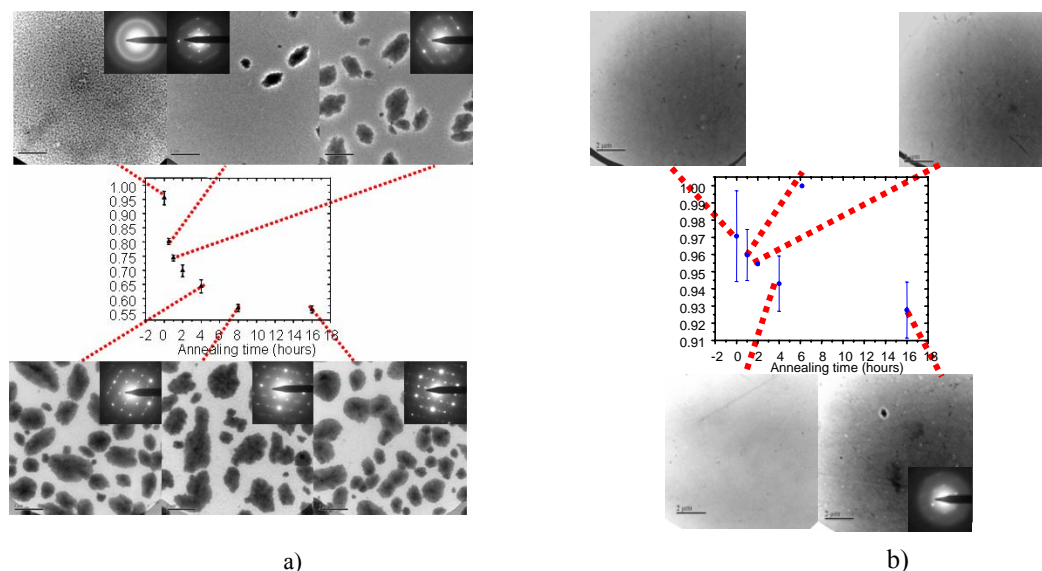 1.00
0.95
0.90
0.85
0.80
0.75
0.70
0.65
0.60
0.55
-2 0 2 4 6 8 10 12 14 16 18
Annealing time (hours)
a)
2 μm
2 μm
1.00
0.99
0.98
0.97
0.96
0.95
0.94
0.93
0.92
0.91
-2 0 2 4 6 8 10 12 14 16 18
Annealing time (hours)
2 μm
2 μm
b)